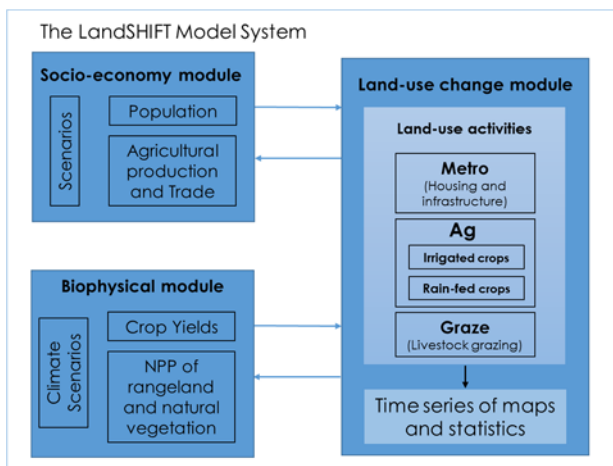 The LandSHIFT Model System
Socio-economy module
Scenarios
Population
Agricultural
production
and Trade
Biophysical module
Climate
Scenarios
Crop Yields
NPP of
rangeland
and natural
vegetation
Land-use change module
Land-use activities
Metro
(Housing and
infrastructure)
Ag
Irrigated crops
Rain-fed crops
Graze
(Livestock grazing)
Time series of maps
and statistics